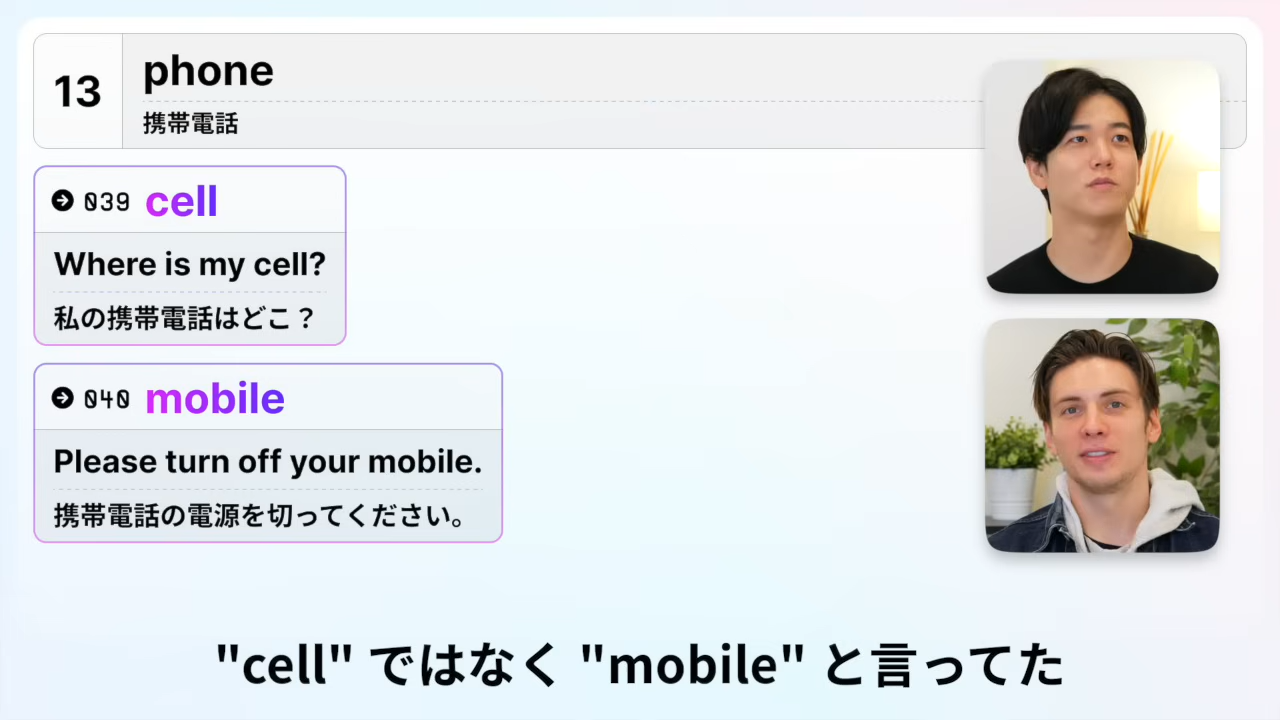 13
phone
携帯電話
039 cell
Where is my cell?
私の携帯電話はどこ？
040 mobile
Please turn off your mobile.
携帯電話の電源を切ってください。
"cell" ではなく "mobile" と言ってた